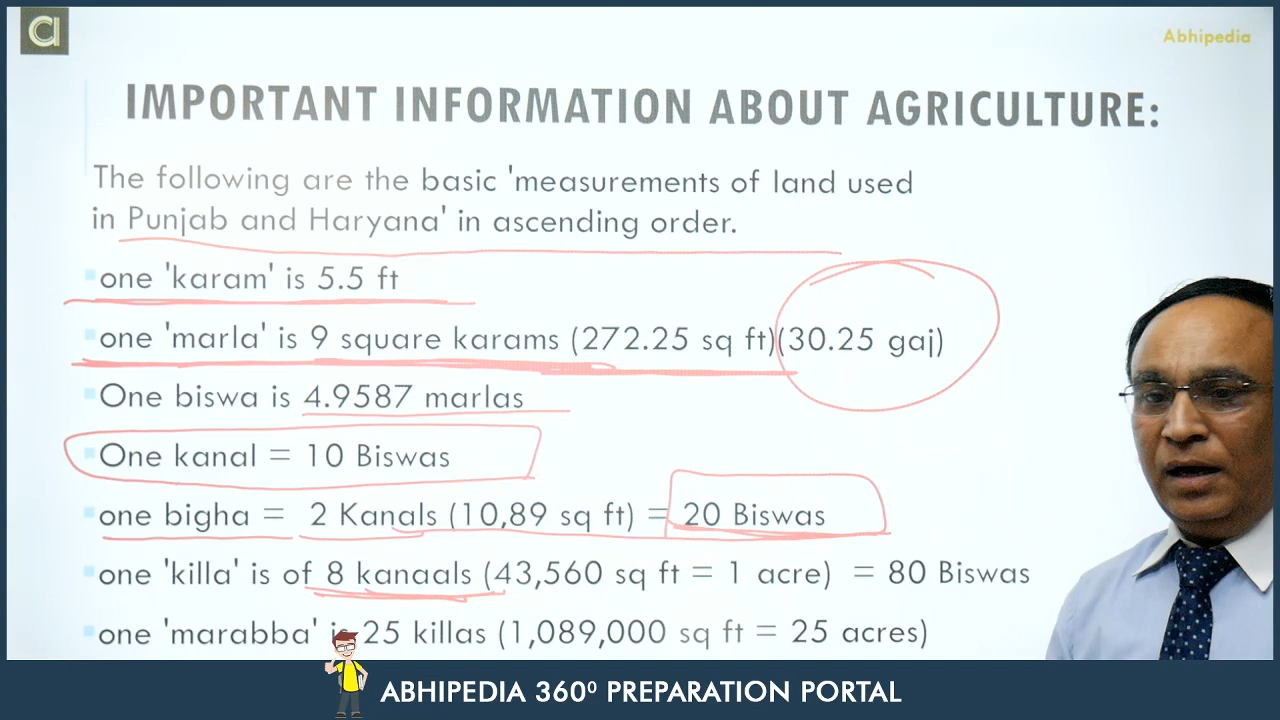 Abhipedia
IMPORTANT INFORMATION ABOUT AGRICULTURE:
The following are the basic 'measurements of land used
in Punjab and Haryana' in ascending order.
one 'karam' is 5.5 ft
one 'marla' is 9 square karams (272.25 sq ft)(30.25 gaj)
One biswa is 4.9587 marlas
One kanal = 10 Biswas
one bigha = 2 Kanals (10,89 sq ft) = 20 Biswas
one 'killa' is of 8 kanaals (43,560 sq ft = 1 acre) = 80 Biswas
one 'marabba' is 25 killas (1,089,000 sq ft = 25 acres)
ABHIPEDIA 360⁰ PREPARATION PORTAL